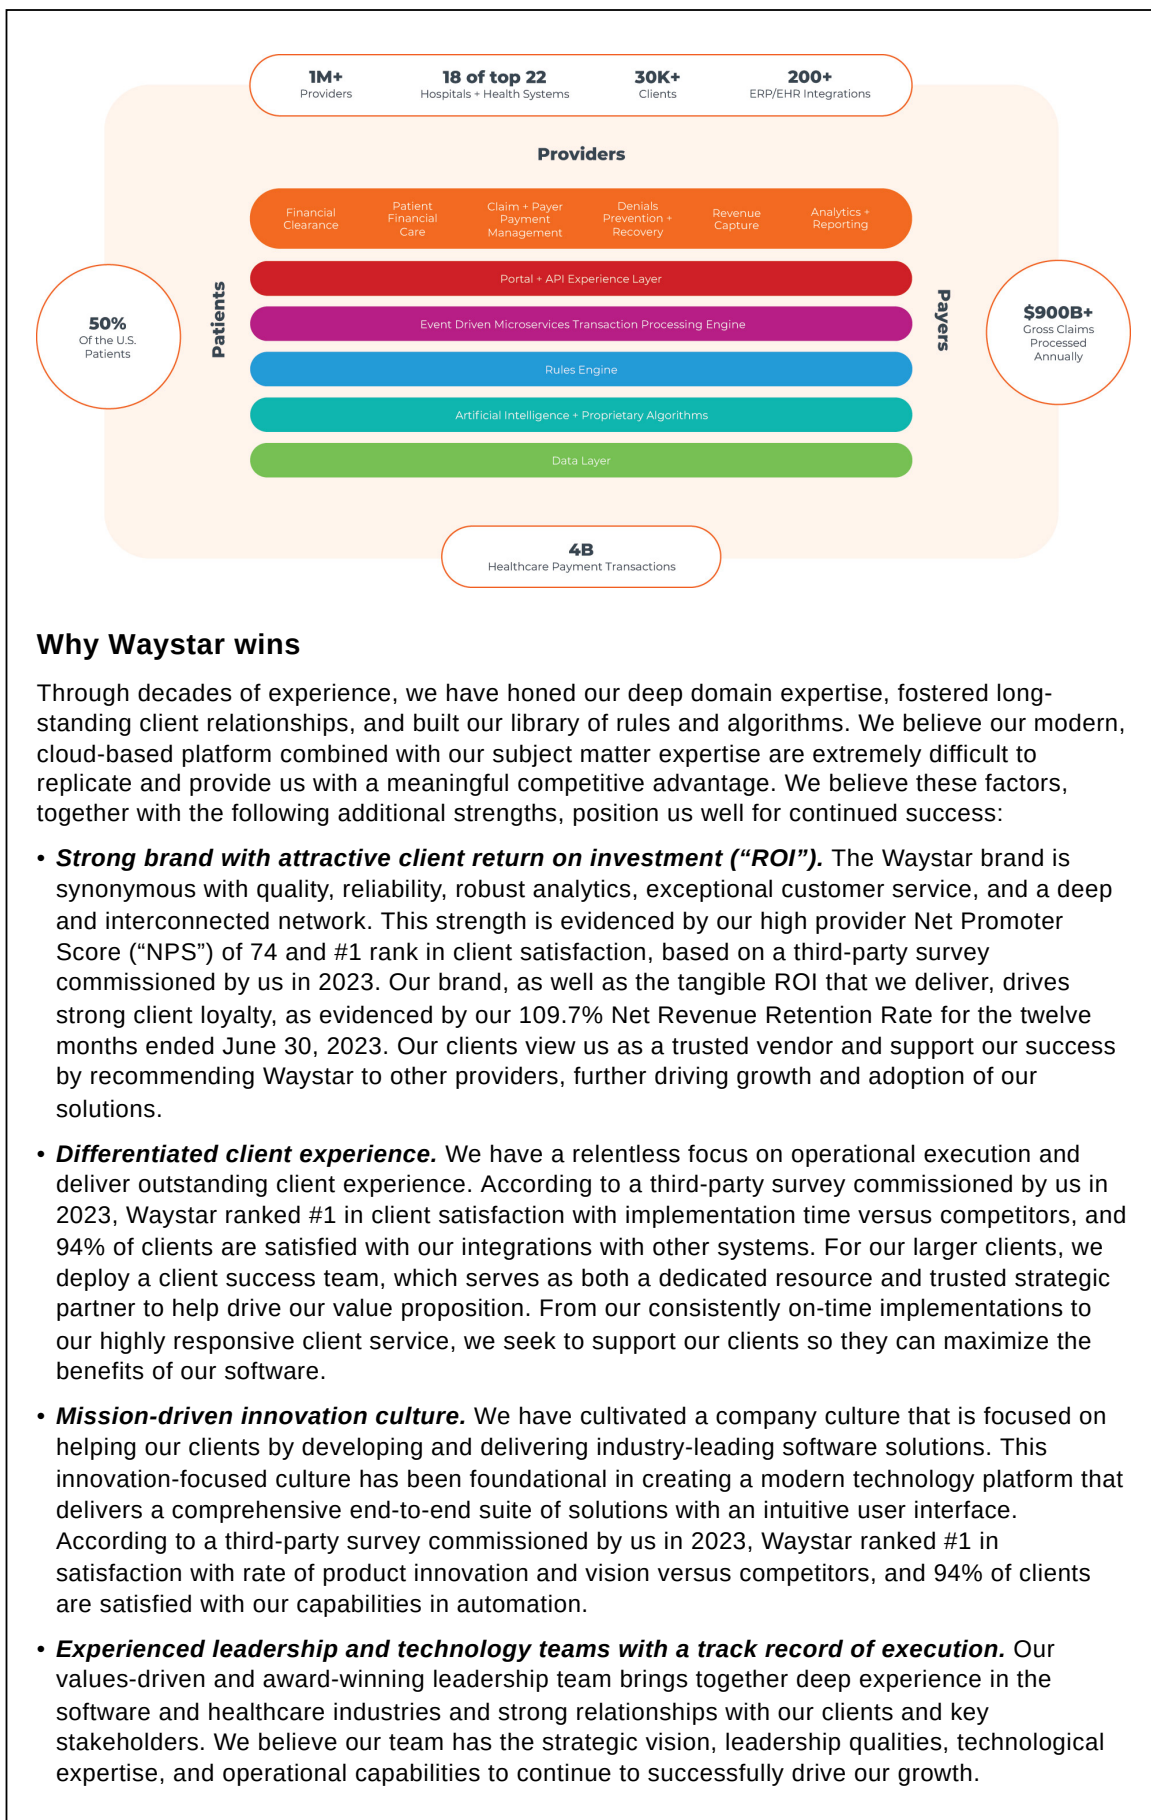 1M+
Providers
18 of top 22
Hospitals + Health Systems
30K+
Clients
200+
ERP/EHR Integrations
Providers
Financial
Clearance
Patient
Financial
Care
Claim + Payer
Payment
Management
Denials
Prevention +
Recovery
Revenue
Capture
Analytics +
Reporting
Portal + API Experience Layer
Event Driven Microservices Transaction Processing Engine
Rules Engine
Artificial Intelligence + Proprietary Algorithms
Data Layer
50%
Of the U.S.
Patients
Patients
Payers
$900B+
Gross Claims
Processed
Annually
4B
Healthcare Payment Transactions
Why Waystar wins
Through decades of experience, we have honed our deep domain expertise, fostered long-
standing client relationships, and built our library of rules and algorithms. We believe our modern,
cloud-based platform combined with our subject matter expertise are extremely difficult to
replicate and provide us with a meaningful competitive advantage. We believe these factors,
together with the following additional strengths, position us well for continued success:
• Strong brand with attractive client return on investment (“ROI”). The Waystar brand is
synonymous with quality, reliability, robust analytics, exceptional customer service, and a deep
and interconnected network. This strength is evidenced by our high provider Net Promoter
Score (“NPS”) of 74 and #1 rank in client satisfaction, based on a third-party survey
commissioned by us in 2023. Our brand, as well as the tangible ROI that we deliver, drives
strong client loyalty, as evidenced by our 109.7% Net Revenue Retention Rate for the twelve
months ended June 30, 2023. Our clients view us as a trusted vendor and support our success
by recommending Waystar to other providers, further driving growth and adoption of our
solutions.
• Differentiated client experience. We have a relentless focus on operational execution and
deliver outstanding client experience. According to a third-party survey commissioned by us in
2023, Waystar ranked #1 in client satisfaction with implementation time versus competitors, and
94% of clients are satisfied with our integrations with other systems. For our larger clients, we
deploy a client success team, which serves as both a dedicated resource and trusted strategic
partner to help drive our value proposition. From our consistently on-time implementations to
our highly responsive client service, we seek to support our clients so they can maximize the
benefits of our software.
• Mission-driven innovation culture. We have cultivated a company culture that is focused on
helping our clients by developing and delivering industry-leading software solutions. This
innovation-focused culture has been foundational in creating a modern technology platform that
delivers a comprehensive end-to-end suite of solutions with an intuitive user interface.
According to a third-party survey commissioned by us in 2023, Waystar ranked #1 in
satisfaction with rate of product innovation and vision versus competitors, and 94% of clients
are satisfied with our capabilities in automation.
• Experienced leadership and technology teams with a track record of execution. Our
values-driven and award-winning leadership team brings together deep experience in the
software and healthcare industries and strong relationships with our clients and key
stakeholders. We believe our team has the strategic vision, leadership qualities, technological
expertise, and operational capabilities to continue to successfully drive our growth.